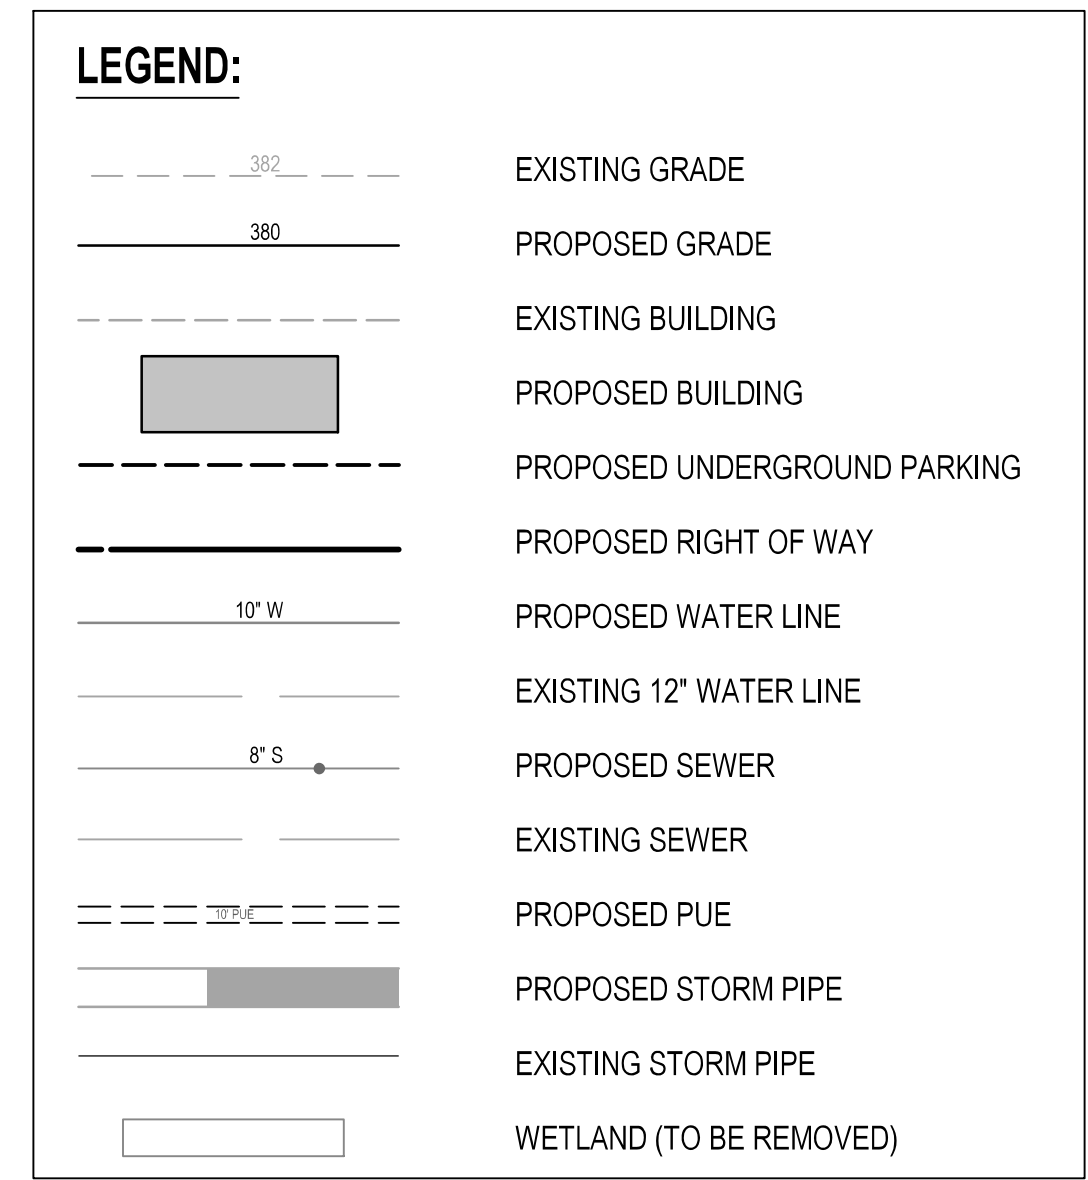 LEGEND:
382 EXISTING GRADE
380 PROPOSED GRADE
EXISTING BUILDING
PROPOSED BUILDING
PROPOSED UNDERGROUND PARKING
PROPOSED RIGHT OF WAY
10" W PROPOSED WATER LINE
EXISTING 12" WATER LINE
8" S PROPOSED SEWER
EXISTING SEWER
10' PUE PROPOSED PUE
PROPOSED STORM PIPE
EXISTING STORM PIPE
WETLAND (TO BE REMOVED)